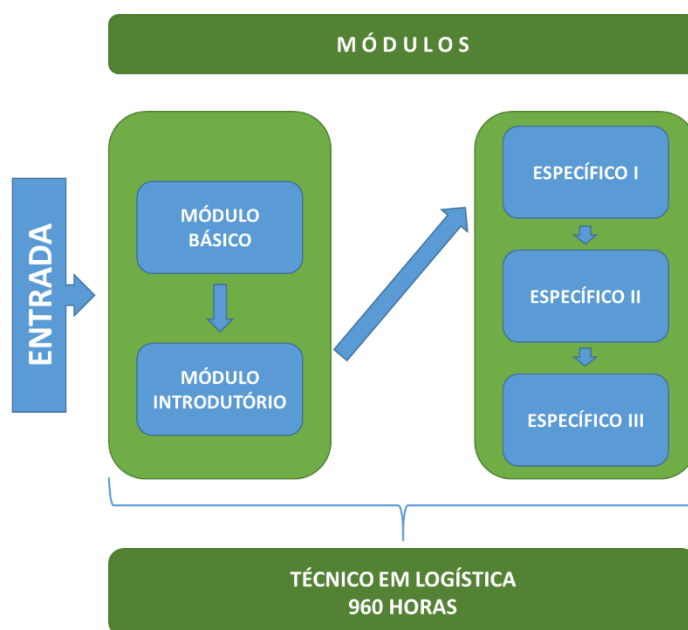 MÓDULOS
ENTRADA
MÓDULO
BÁSICO
MÓDULO
INTRODUTÓRIO
ESPECÍFICO I
ESPECÍFICO II
ESPECÍFICO III
TÉCNICO EM LOGÍSTICA
960 HORAS